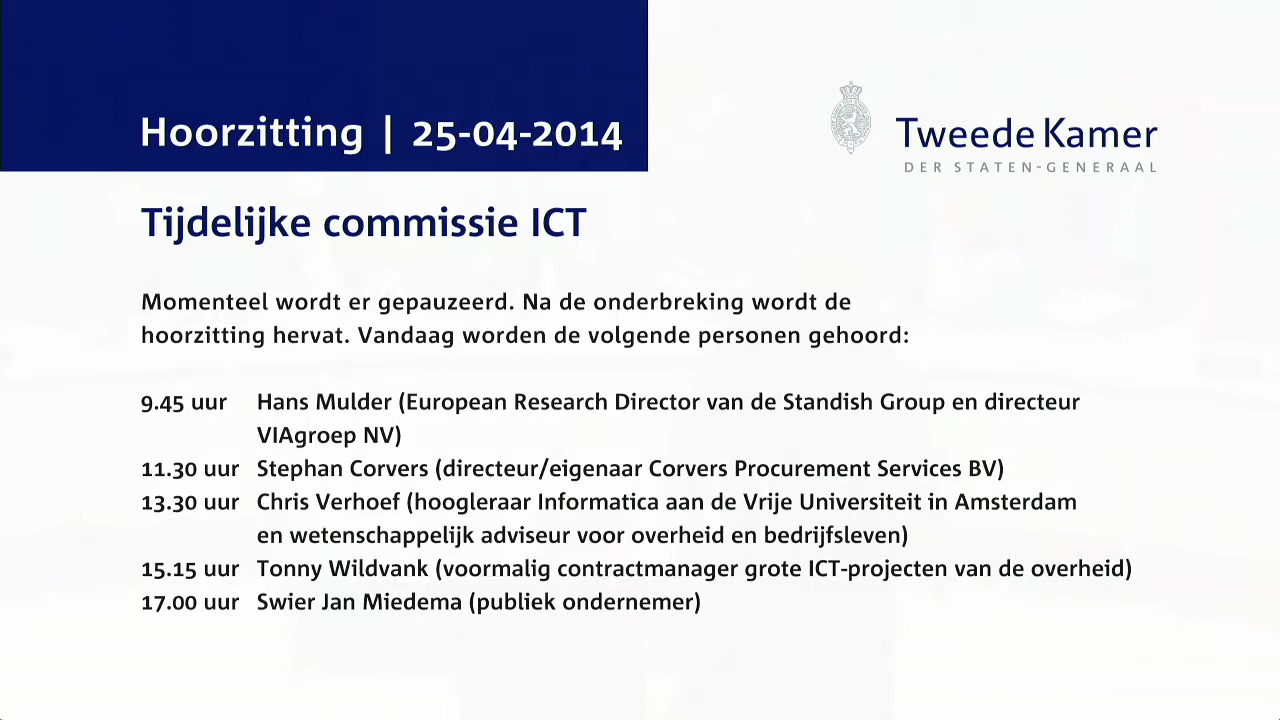 Hoorzitting | 25-04-2014
Tweede Kamer
DER STATEN-GENERAAL
Tijdelijke commissie ICT
Momenteel wordt er gepauzeerd. Na de onderbreking wordt de
hoorzitting hervat. Vandaag worden de volgende personen gehoord:
9.45 uur Hans Mulder (European Research Director van de Standish Group en directeur
VIAgroep NV)
11.30 uur Stephan Corvers (directeur/eigenaar Corvers Procurement Services BV)
13.30 uur Chris Verhoef (hoogleraar Informatica aan de Vrije Universiteit in Amsterdam
en wetenschappelijk adviseur voor overheid en bedrijfsleven)
15.15 uur Tonny Wildvank (voormalig contractmanager grote ICT-projecten van de overheid)
17.00 uur Swier Jan Miedema (publiek ondernemer)